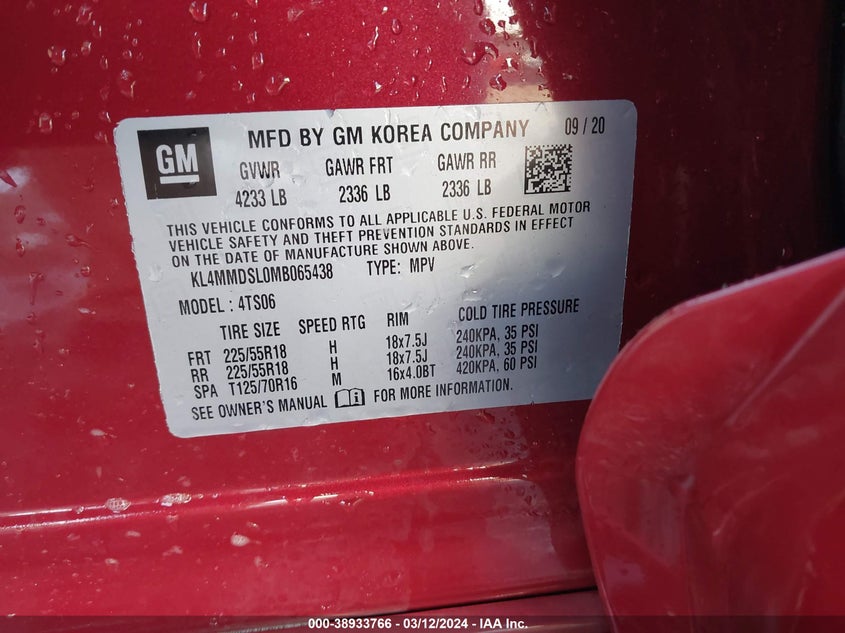 GM
MFD BY GM KOREA COMPANY 09/20
GVWR GAWR FRT GAWR RR
4233 LB 2336 LB 2336 LB
THIS VEHICLE CONFORMS TO ALL APPLICABLE U.S. FEDERAL MOTOR
VEHICLE SAFETY AND THEFT PREVENTION STANDARDS IN EFFECT
ON THE DATE OF MANUFACTURE SHOWN ABOVE.
KL4MMDSL0MB065438 TYPE: MPV
MODEL: 4TS06
TIRE SIZE SPEED RTG RIM COLD TIRE PRESSURE
FRT 225/55R18 H 18x7.5J 240KPA, 35 PSI
RR 225/55R18 H 18x7.5J 240KPA, 35 PSI
SPA T125/70R16 M 16x4.0BT 420KPA, 60 PSI
SEE OWNER'S MANUAL FOR MORE INFORMATION.
000-38933766 - 03/12/2024 - IAA Inc.